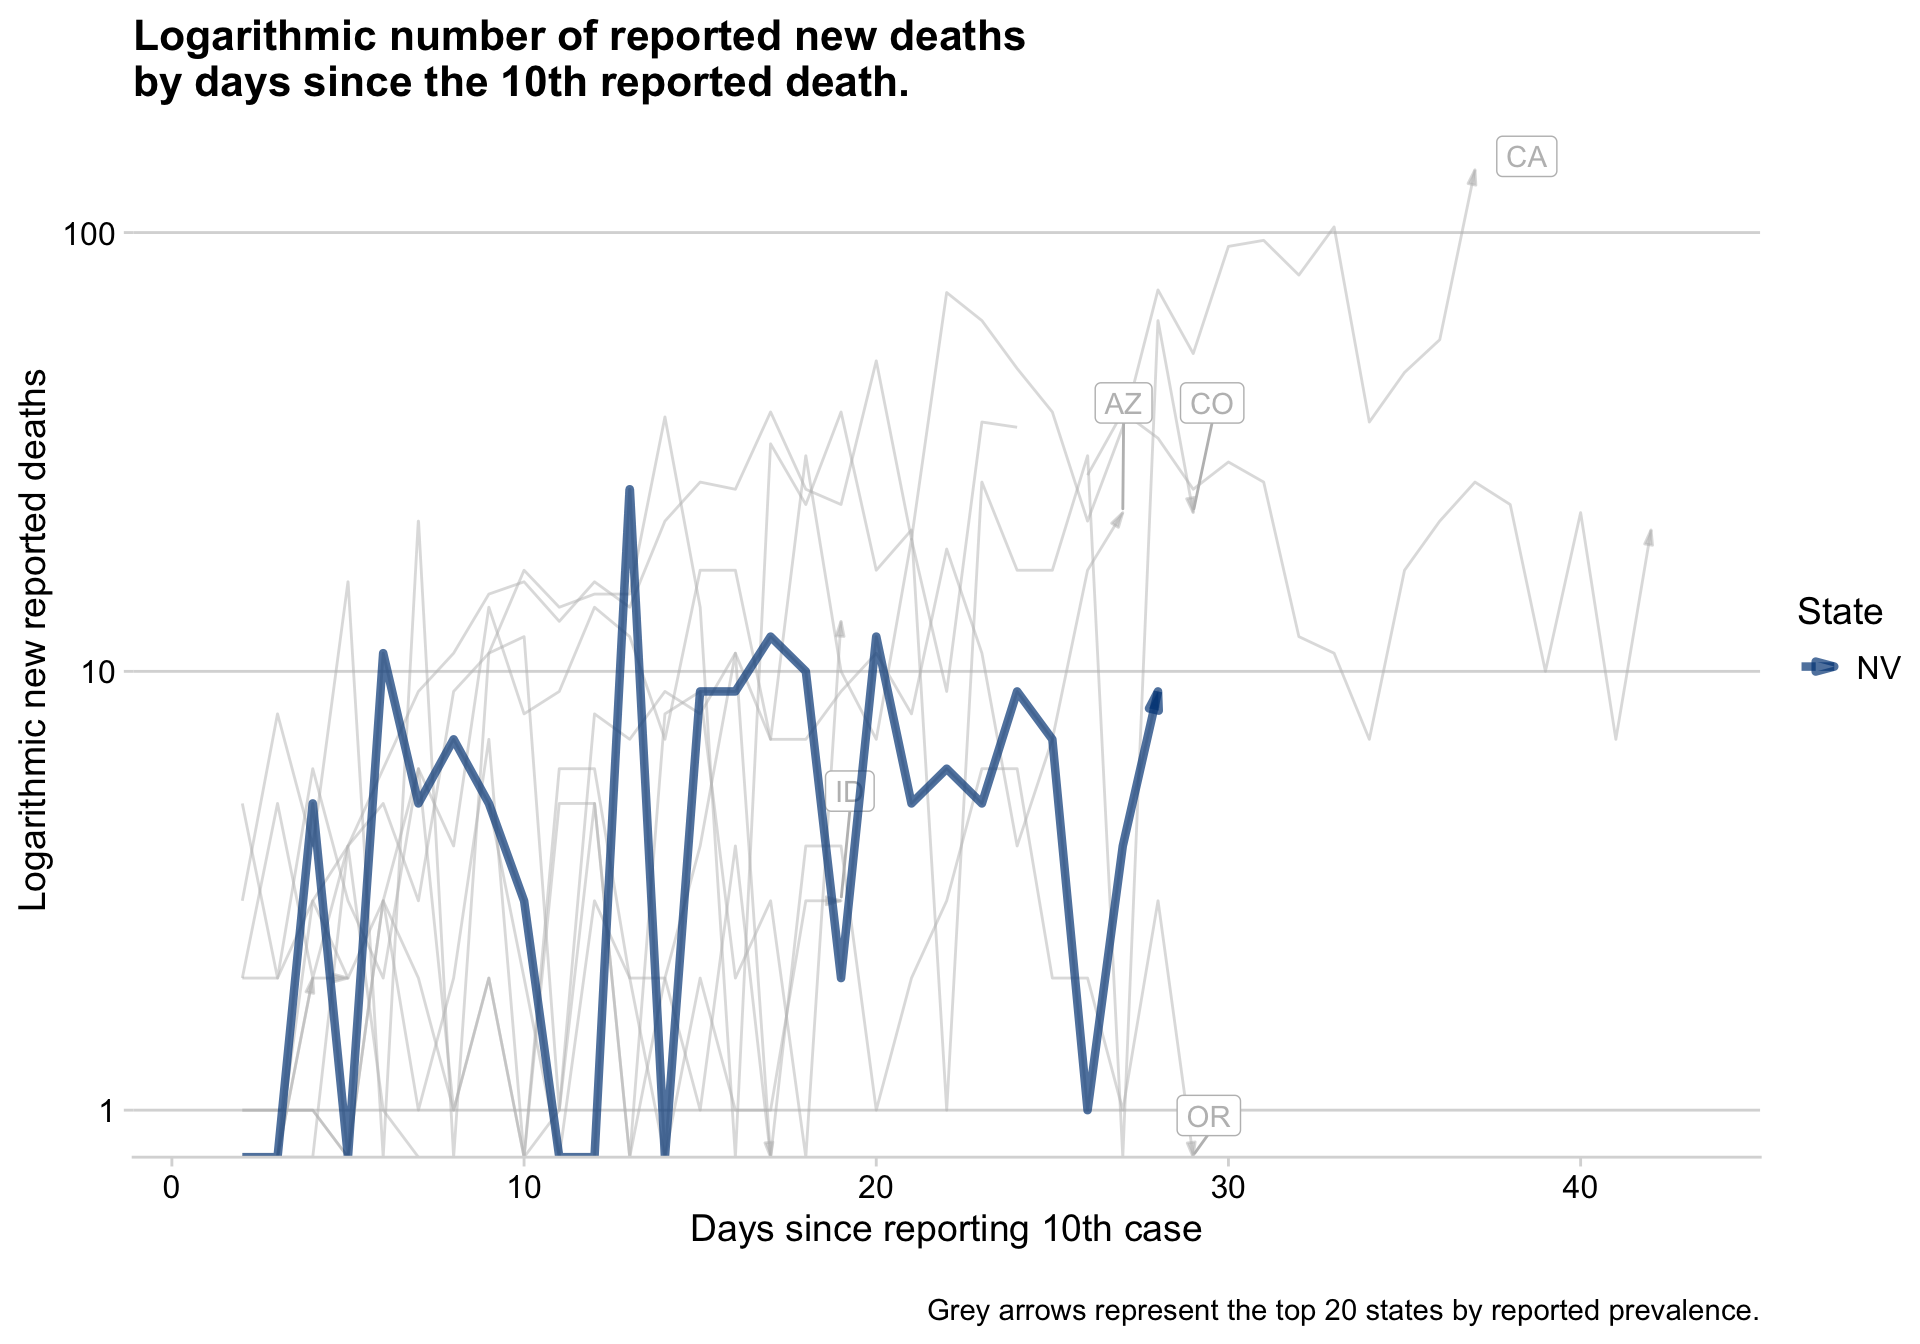 Logarithmic number of reported new deaths
by days since the 10th reported death.
Logarithmic new reported deaths
100
10
1
CA
AZ
CO
ID
OR
State
NV
0
10
20
30
40
Days since reporting 10th case
Grey arrows represent the top 20 states by reported prevalence.